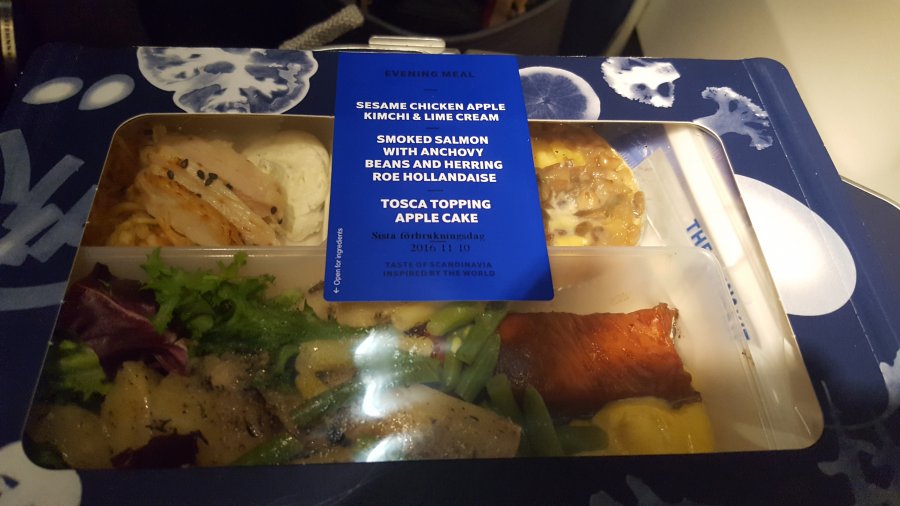 EVENING MEAL
SESAME CHICKEN APPLE
KIMCHI & LIME CREAM
SMOKED SALMON
WITH ANCHOVY
BEANS AND HERRING
ROE HOLLANDAISE
TOSCA TOPPING
APPLE CAKE
Sista förbrukningsdag
2016-11-10
TASTE OF SCANDINAVIA
INSPIRED BY THE WORLD
← Open for ingredients